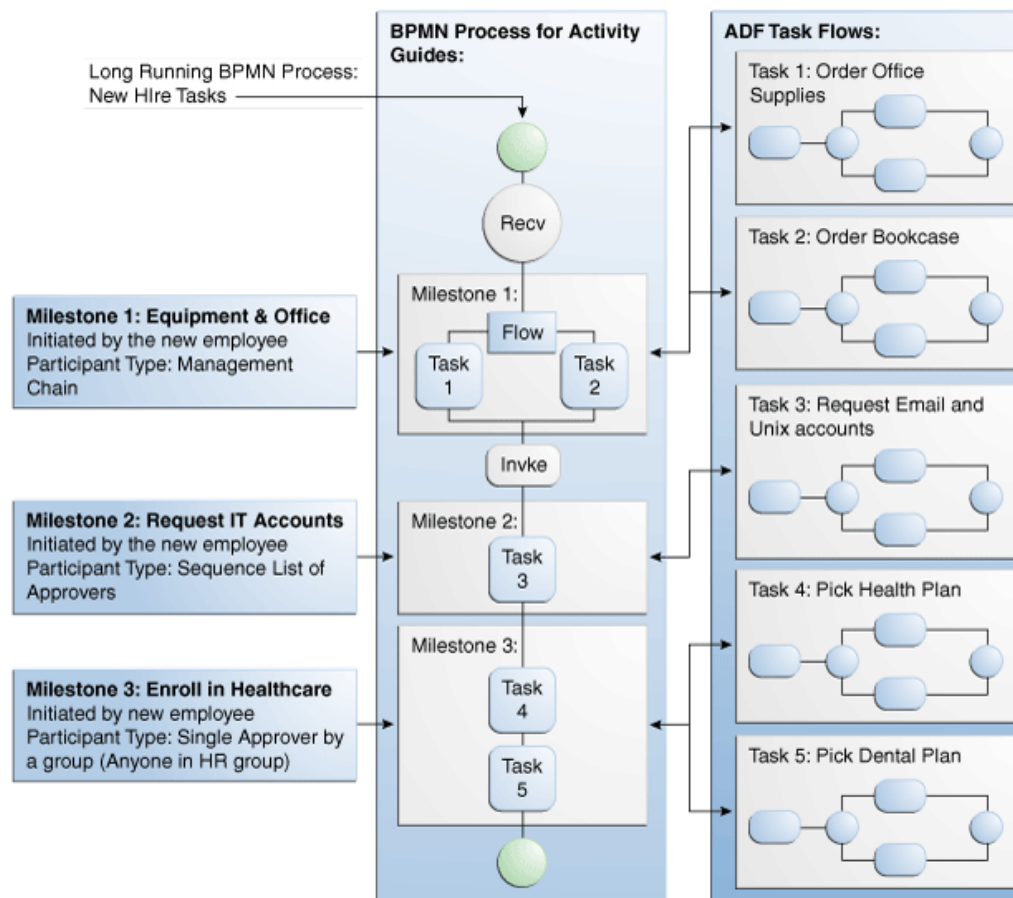 Long Running BPMN Process:
New HIre Tasks
Milestone 1: Equipment & Office
Initiated by the new employee
Participant Type: Management
Chain
Milestone 2: Request IT Accounts
Initiated by the new employee
Participant Type: Sequence List of
Approvers
Milestone 3: Enroll in Healthcare
Initiated by new employee
Participant Type: Single Approver by
a group (Anyone in HR group)
BPMN Process for Activity
Guides:
Recv
Milestone 1:
Flow
Task
1
Task
2
Invke
Milestone 2:
Task
3
Milestone 3:
Task
4
Task
5
ADF Task Flows:
Task 1: Order Office
Supplies
Task 2: Order Bookcase
Task 3: Request Email and
Unix accounts
Task 4: Pick Health Plan
Task 5: Pick Dental Plan